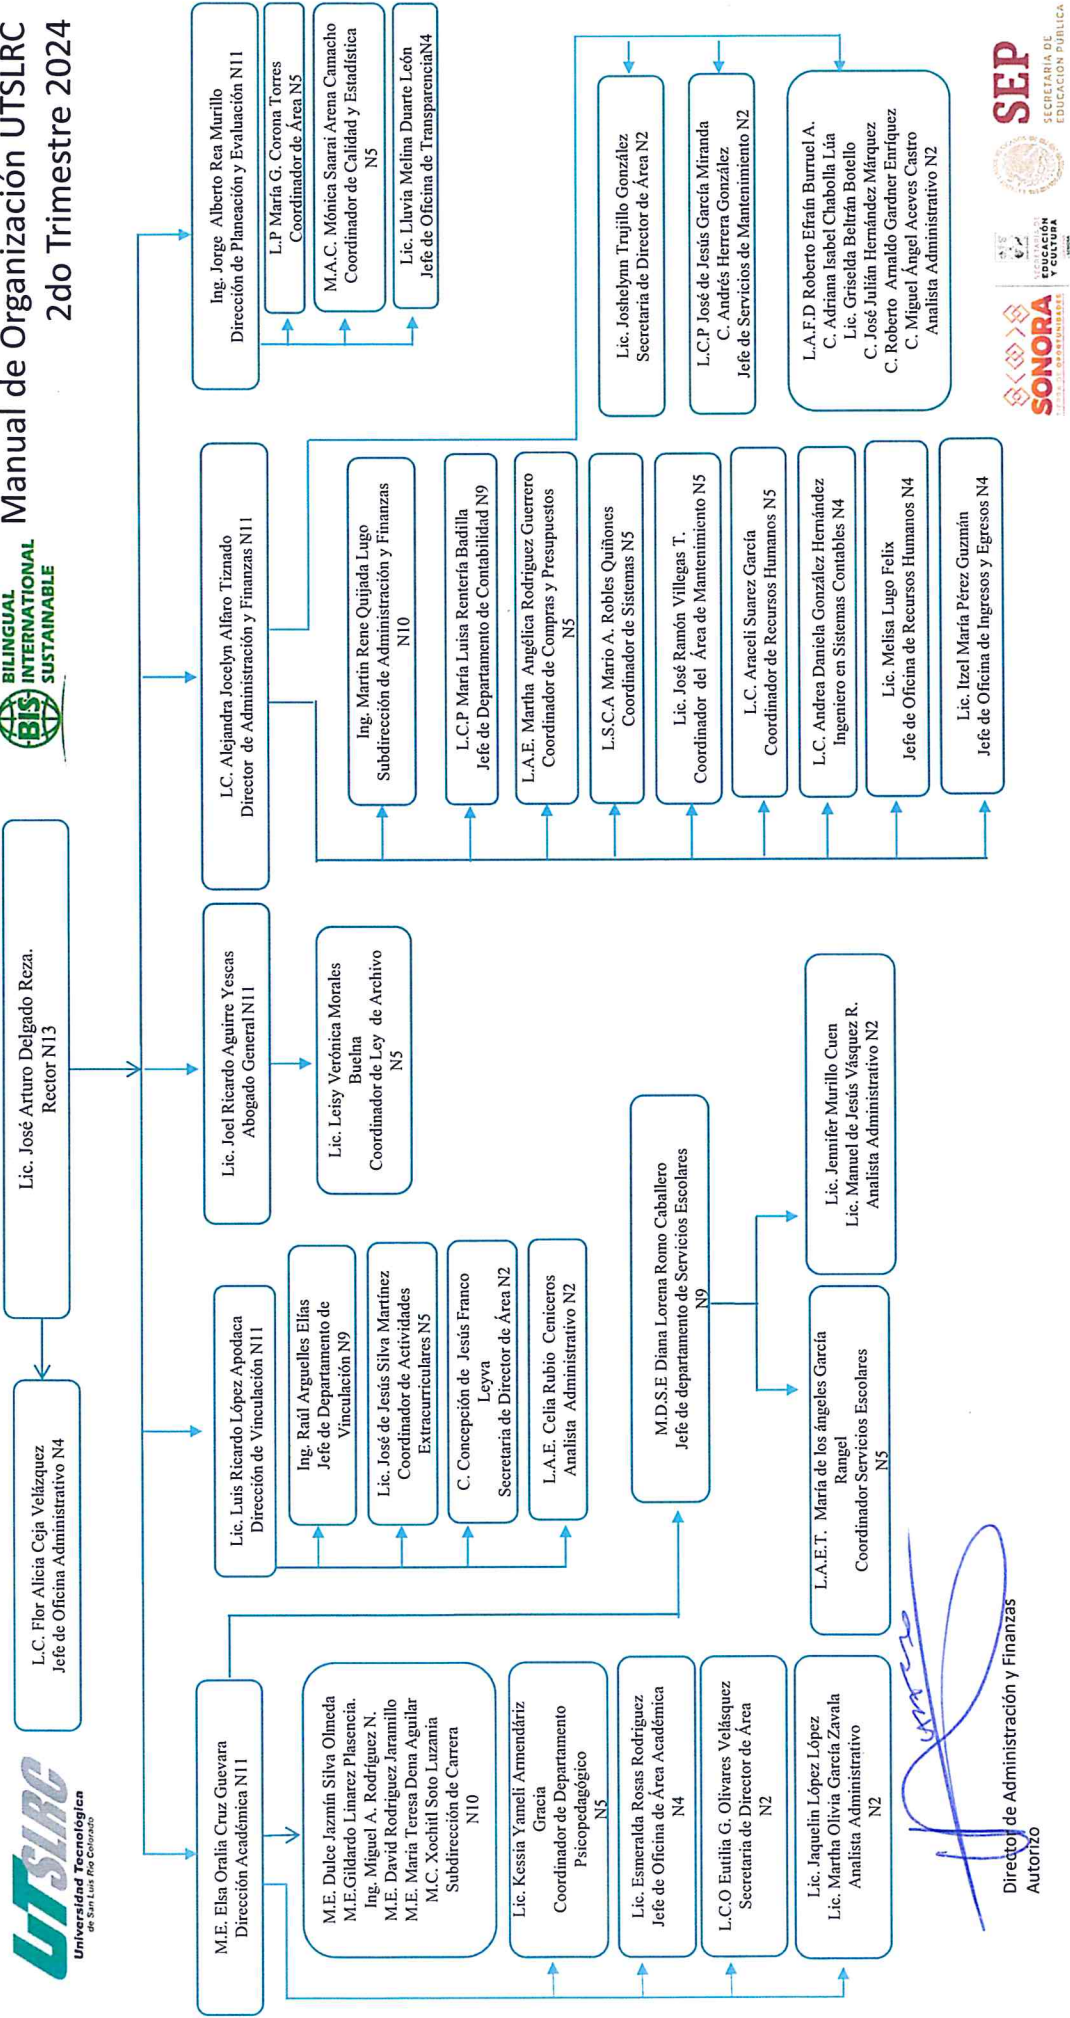 UTSLRC
Universidad Tecnológica
de San Luis Río Colorado
BIS
BILINGUAL
INTERNATIONAL
SUSTAINABLE
Manual de Organización UTSLRC
2do Trimestre 2024
Lic. José Arturo Delgado Reza.
Rector N13
L.C. Flor Alicia Ceja Velázquez
Jefe de Oficina Administrativo N4
M.E. Elsa Oralia Cruz Guevara
Dirección Académica N11
M.E. Dulce Jazmín Silva Olmeda
M.E.Gildardo Linarez Plasencia.
Ing. Miguel A. Rodríguez N.
M.E. David Rodriguez Jaramillo
M.E. Maria Teresa Dena Aguilar
M.C. Xochitl Soto Luzania
Subdirección de Carrera
N10
Lic. Kessia Yameli Armendáriz
Gracia
Coordinador de Departamento
Psicopedagógico
N5
Lic. Esmeralda Rosas Rodríguez
Jefe de Oficina de Área Académica
N4
L.C.O Eutilia G. Olivares Velásquez
Secretaria de Director de Área
N2
Lic. Jaquelin López López
Lic. Martha Olivia García Zavala
Analista Administrativo
N2
M.D.S.E Diana Lorena Romo Caballero
Jefe de departamento de Servicios Escolares
N9
L.A.E.T. María de los ángeles García
Rangel
Coordinador Servicios Escolares
N5
Lic. Jennifer Murillo Cuen
Lic. Manuel de Jesús Vásquez R.
Analista Administrativo N2
Lic. Luis Ricardo López Apodaca
Dirección de Vinculación N11
Ing. Raúl Arguelles Elías
Jefe de Departamento de
Vinculación N9
Lic. José de Jesús Silva Martínez
Coordinador de Actividades
Extracurriculares N5
C. Concepción de Jesús Franco
Leyva
Secretaria de Director de Área N2
L.A.E. Celia Rubio Ceniceros
Analista Administrativo N2
Lic. Joel Ricardo Aguirre Yescas
Abogado General N11
Lic. Leisy Verónica Morales
Buelna
Coordinador de Ley de Archivo
N5
LC. Alejandra Jocelyn Alfaro Tiznado
Director de Administración y Finanzas N11
Ing. Martin Rene Quijada Lugo
Subdirección de Administración y Finanzas
N10
L.C.P María Luisa Rentería Badilla
Jefe de Departamento de Contabilidad N9
L.A.E. Martha Angélica Rodriguez Guerrero
Coordinador de Compras y Presupuestos
N5
L.S.C.A Mario A. Robles Quiñones
Coordinador de Sistemas N5
Lic. José Ramón Villegas T.
Coordinador del Área de Mantenimiento N5
L.C. Araceli Suarez García
Coordinador de Recursos Humanos N5
L.C. Andrea Daniela González Hernández
Ingeniero en Sistemas Contables N4
Lic. Melisa Lugo Felix
Jefe de Oficina de Recursos Humanos N4
Lic. Itzel María Pérez Guzmán
Jefe de Oficina de Ingresos y Egresos N4
Lic. Joshelynn Trujillo González
Secretaria de Director de Área N2
L.C.P José de Jesús García Miranda
C. Andrés Herrera González
Jefe de Servicios de Mantenimiento N2
L.A.F.D Roberto Efraín Burruel A.
C. Adriana Isabel Chabolla Lúa
Lic. Griselda Beltrán Botello
C. José Julián Hernández Márquez
C. Roberto Arnaldo Gardner Enríquez
C. Miguel Ángel Aceves Castro
Analista Administrativo N2
Ing. Jorge Alberto Rea Murillo
Dirección de Planeación y Evaluación N11
L.P María G. Corona Torres
Coordinador de Área N5
M.A.C. Mónica Saarai Arena Camacho
Coordinador de Calidad y Estadística
N5
Lic. Lluvia Melina Duarte León
Jefe de Oficina de TransparenciaN4
Director de Administración y Finanzas
Autorizo
SONORA
TIERRA DE OPORTUNIDADES
SECRETARÍA DE
EDUCACIÓN
Y CULTURA
SEP
SECRETARÍA DE
EDUCACIÓN PÚBLICA